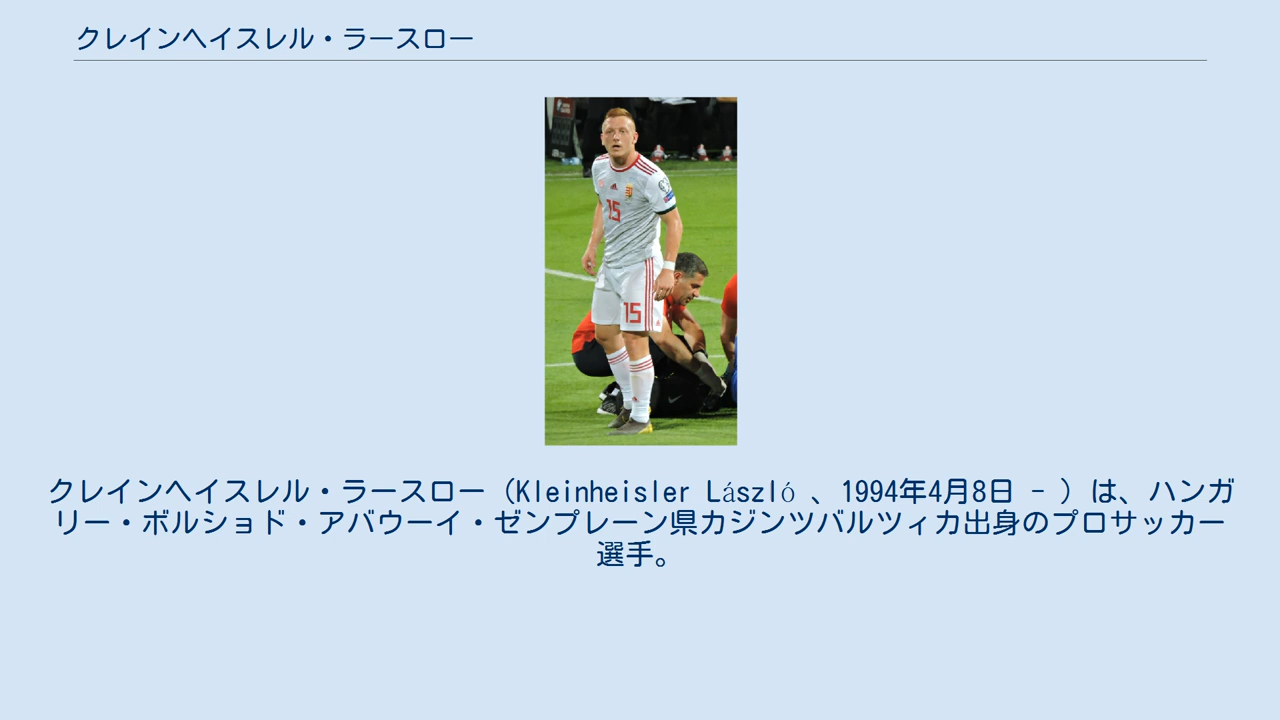 クレインヘイスレル・ラースロー
15
15
クレインヘイスレル・ラースロー（Kleinheisler László 、1994年4月8日 - ）は、ハンガ
リー・ボルショド・アバウーイ・ゼンプレーン県カジンツバルツィカ出身のプロサッカー
選手。